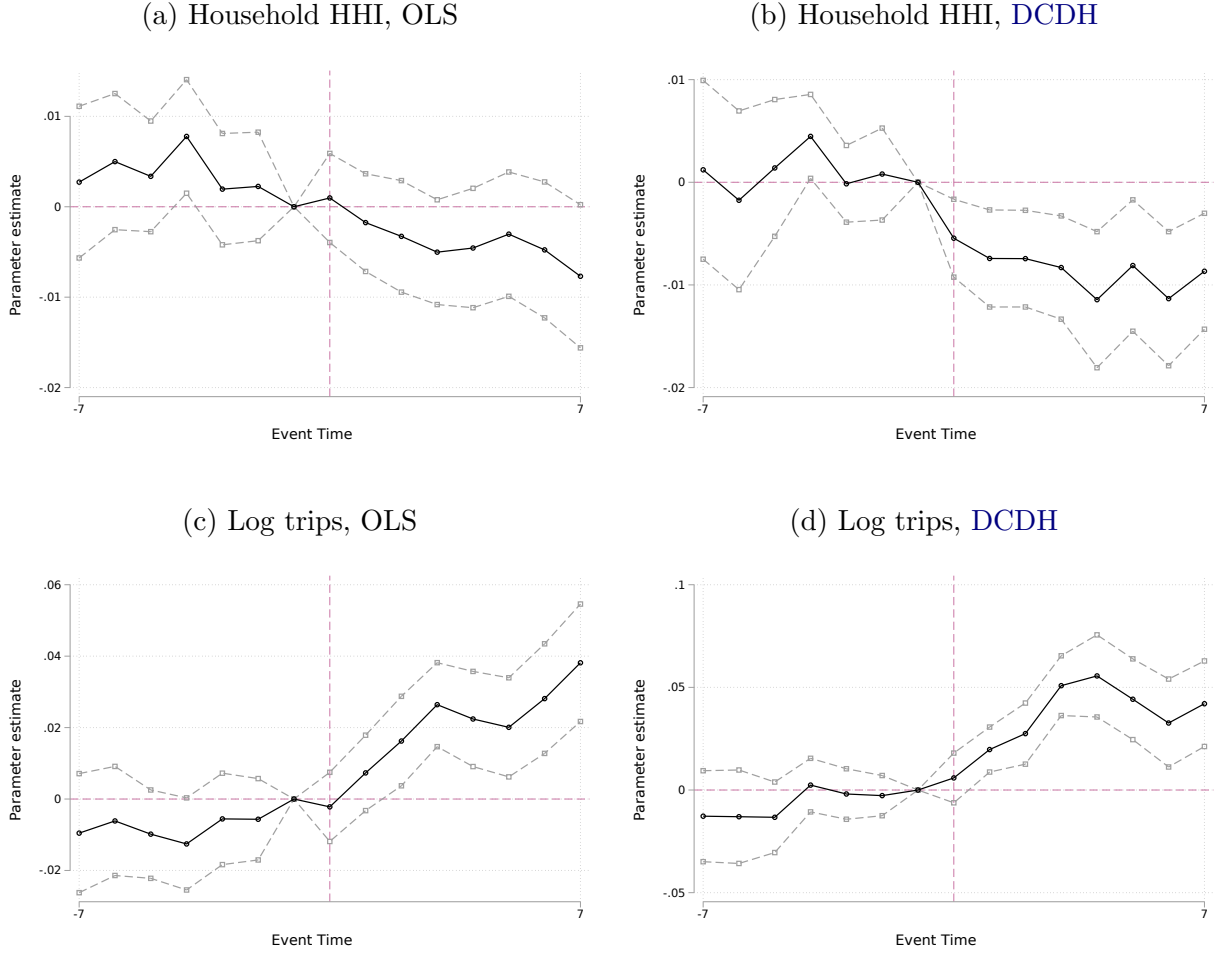 (a) Household HHI, OLS
.01
0
-.01
-.02
Parameter estimate
-7
7
Event Time
(b) Household HHI, DCDH
.01
0
-.01
-.02
Parameter estimate
-7
7
Event Time
(c) Log trips, OLS
.06
.04
.02
0
-.02
Parameter estimate
-7
7
Event Time
(d) Log trips, DCDH
.1
.05
0
-.05
Parameter estimate
-7
7
Event Time